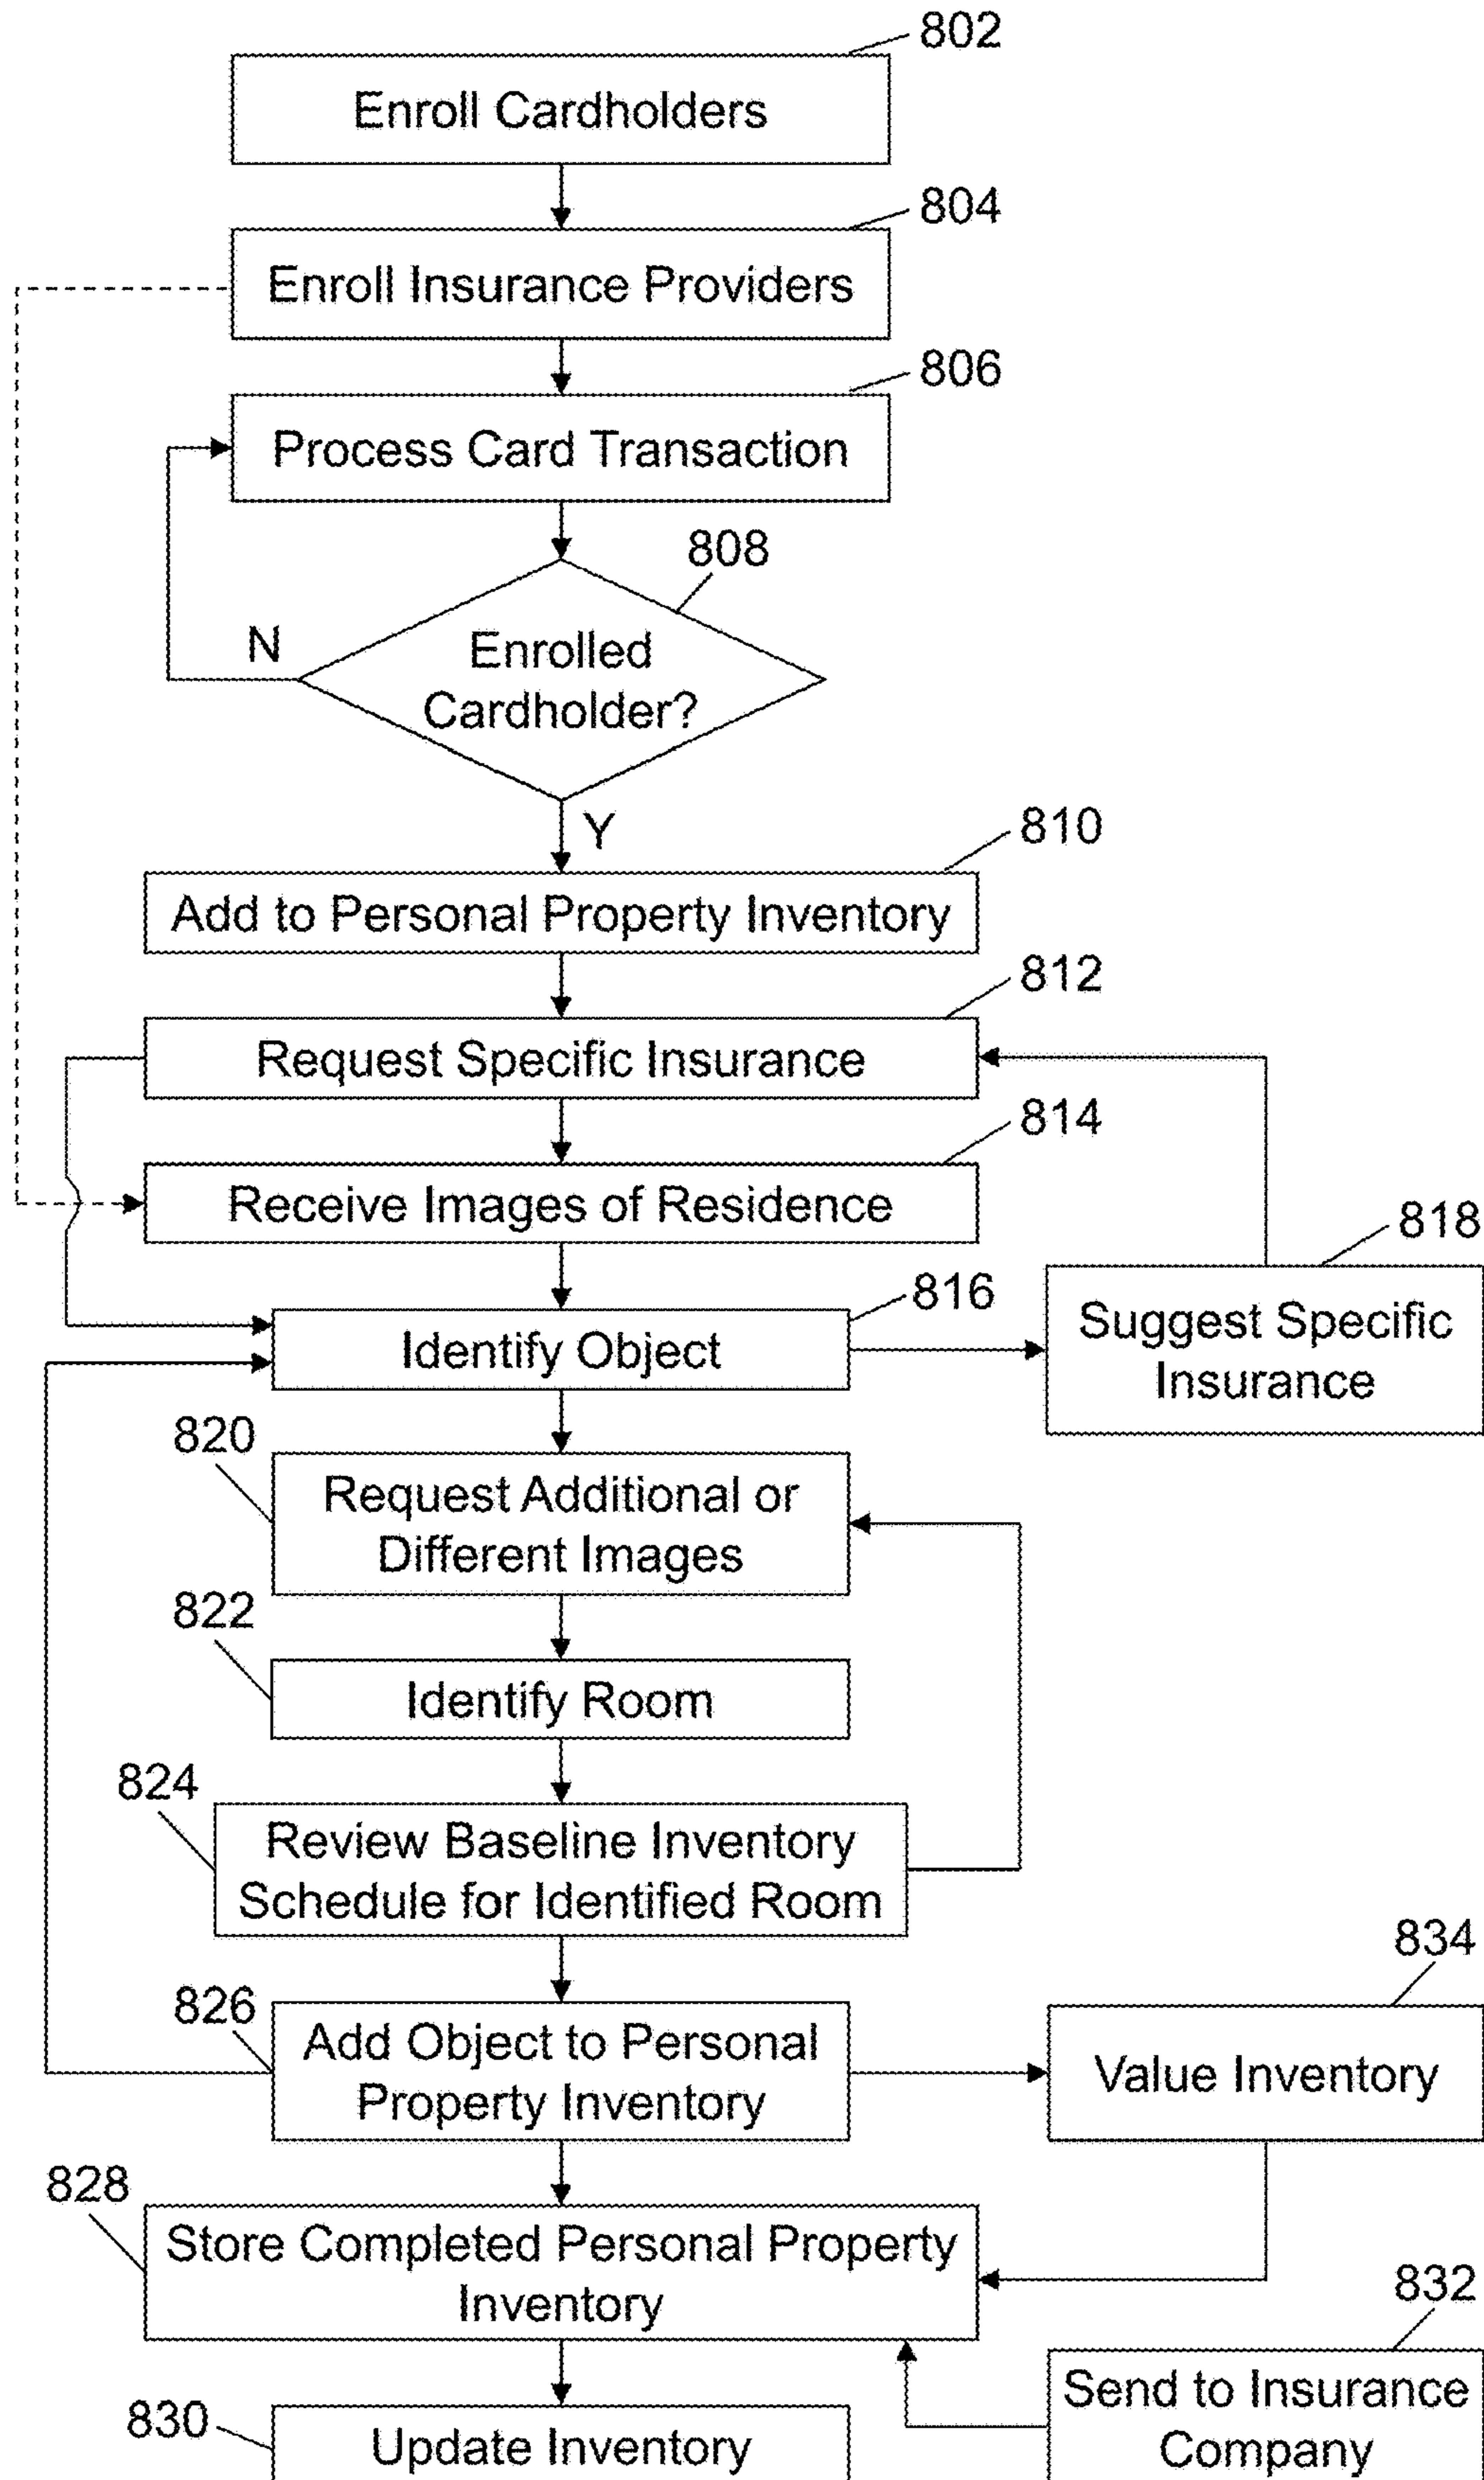 802
Enroll Cardholders
804
Enroll Insurance Providers
806
Process Card Transaction
808
N
Enrolled
Cardholder?
Y
810
Add to Personal Property Inventory
812
Request Specific Insurance
814
Receive Images of Residence
818
816
Suggest Specific
Insurance
Identify Object
820
Request Additional or
Different Images
822
Identify Room
824
Review Baseline Inventory
Schedule for Identified Room
834
826
Add Object to Personal
Property Inventory
Value Inventory
828
Store Completed Personal Property
Inventory
832
Send to Insurance
Company
830
Update Inventory